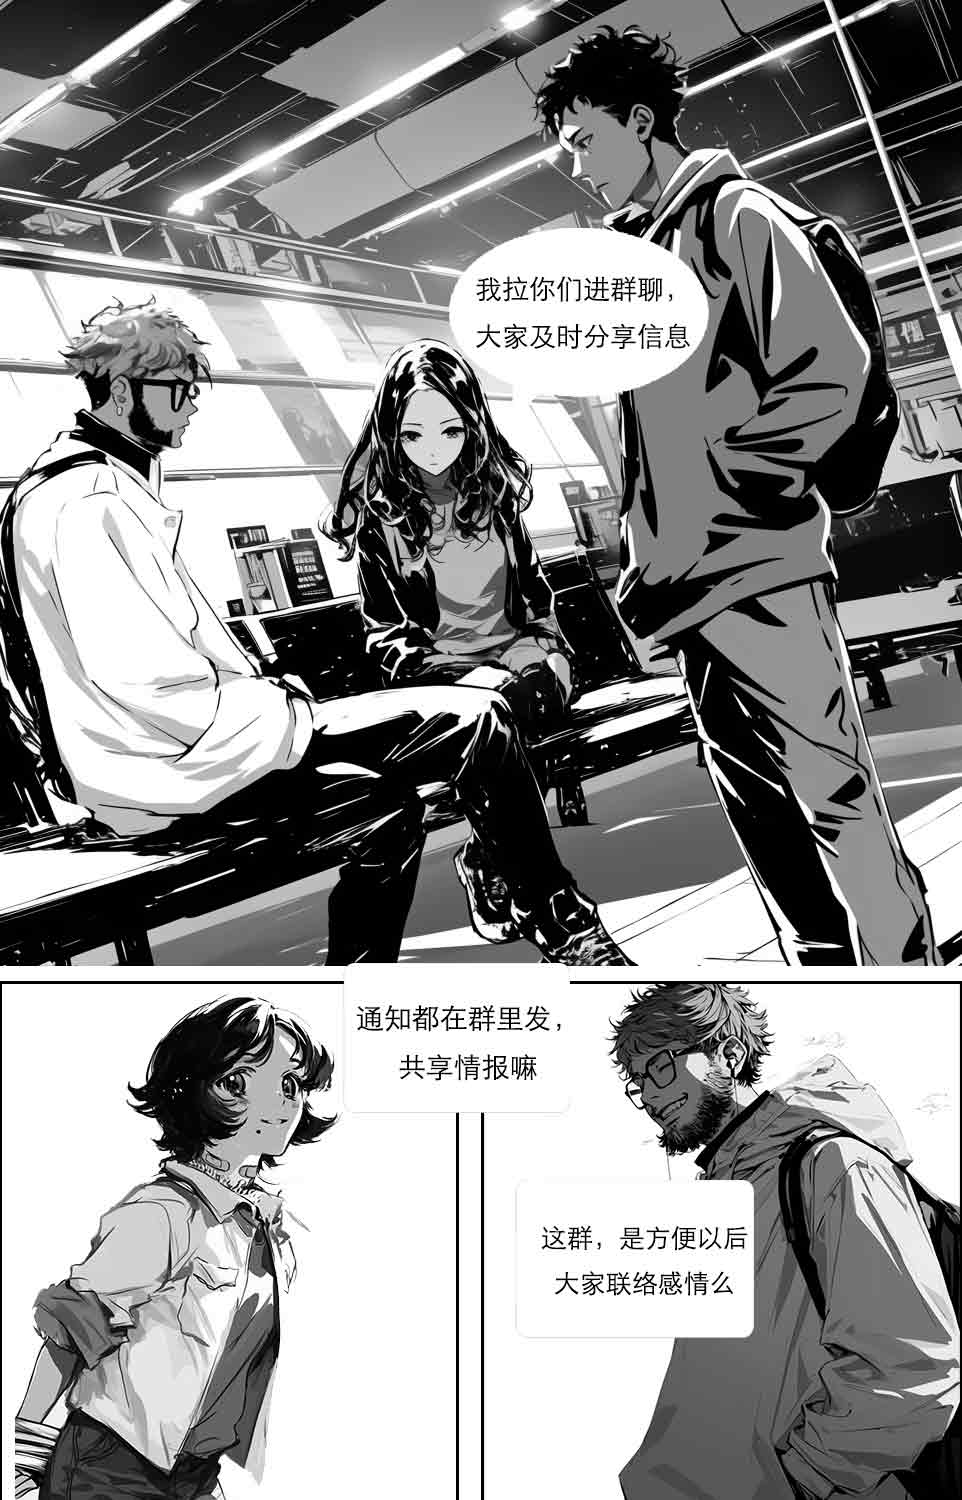 我拉你们进群聊，
大家及时分享信息
通知都在群里发，
共享情报嘛
这群，是方便以后
大家联络感情么